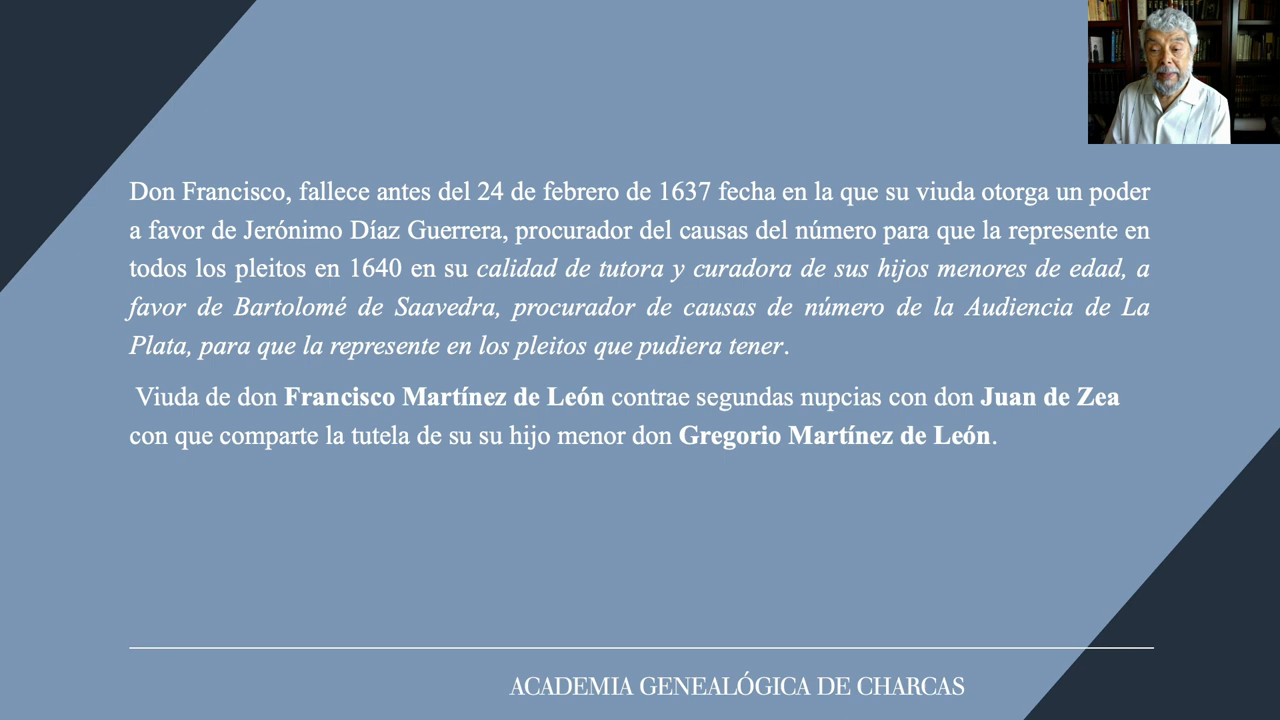 Don Francisco, fallece antes del 24 de febrero de 1637 fecha en la que su viuda otorga un poder
a favor de Jerónimo Díaz Guerrera, procurador del causas del número para que la represente en
todos los pleitos en 1640 en su calidad de tutora y curadora de sus hijos menores de edad, a
favor de Bartolomé de Saavedra, procurador de causas de número de la Audiencia de La
Plata, para que la represente en los pleitos que pudiera tener.
Viuda de don Francisco Martínez de León contrae segundas nupcias con don Juan de Zea
con que comparte la tutela de su su hijo menor don Gregorio Martínez de León.
ACADEMIA GENEALÓGICA DE CHARCAS